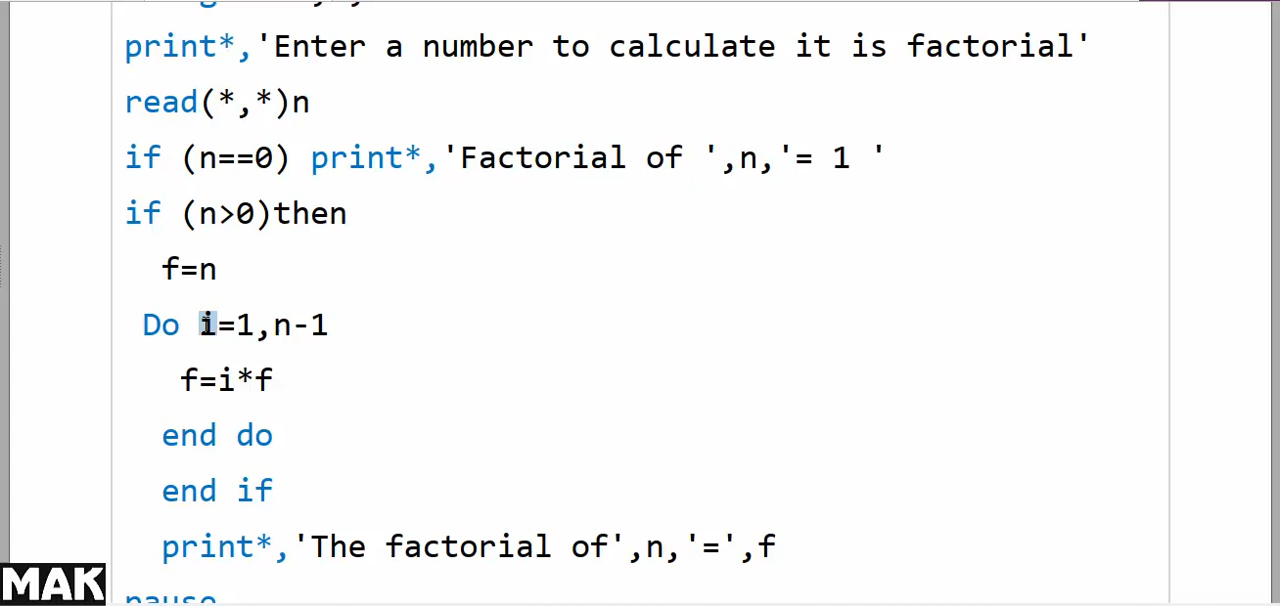 print*,'Enter a number to calculate it is factorial'
read(*,*)n
if (n==0) print*,'Factorial of ',n,'= 1 '
if (n>0)then
f=n
Do i=1,n-1
f=i*f
end do
end if
print*,'The factorial of',n,'=',f
pause
MAK